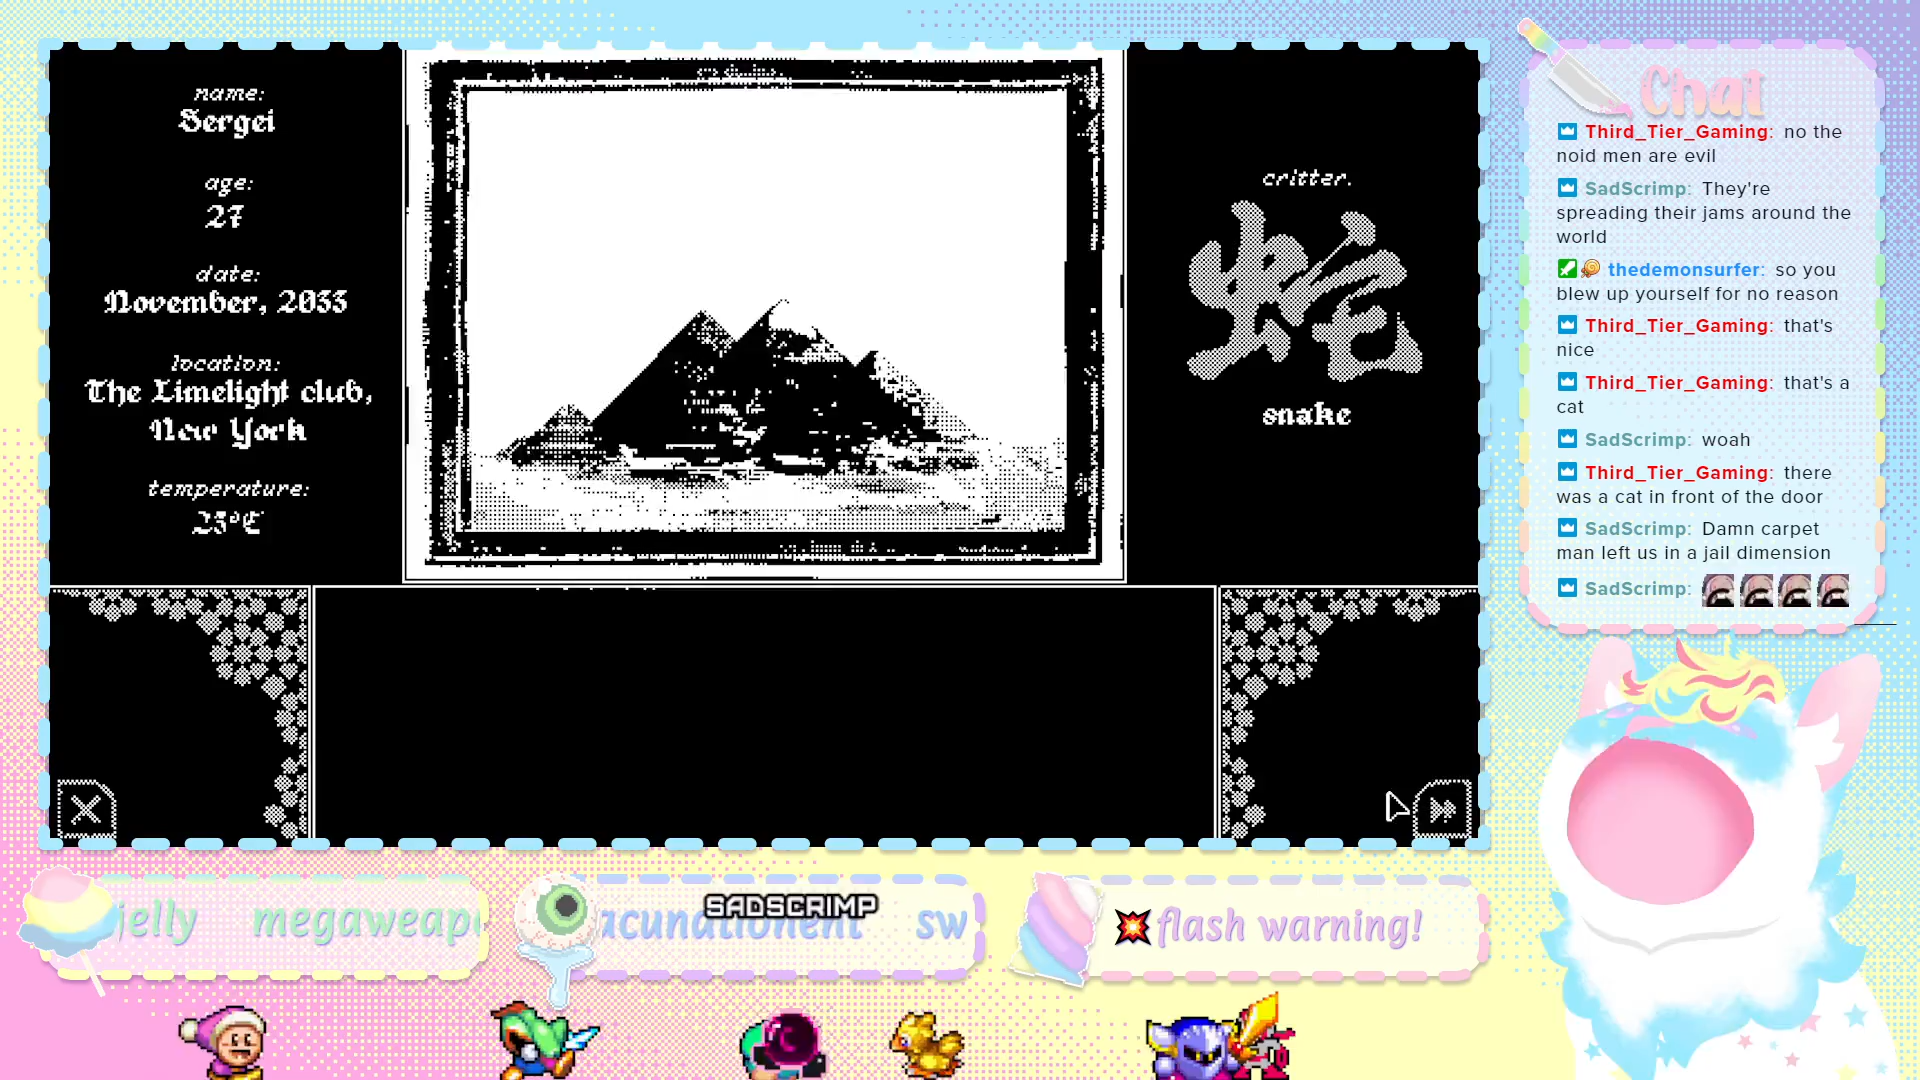 name:
Sergei
age:
27
date:
November, 2033
location:
The Limelight club,
New York
temperature:
23°C
critter.
蛇
snake
Chat
Third_Tier_Gaming: no the
noid men are evil
SadScrimp: They're
spreading their jams around the
world
thedemonsurfer: so you
blew up yourself for no reason
Third_Tier_Gaming: that's
nice
Third_Tier_Gaming: that's a
cat
SadScrimp: woah
Third_Tier_Gaming: there
was a cat in front of the door
SadScrimp: Damn carpet
man left us in a jail dimension
SadScrimp:
jelly megaweap
SADSCRIMP
sw
flash warning!